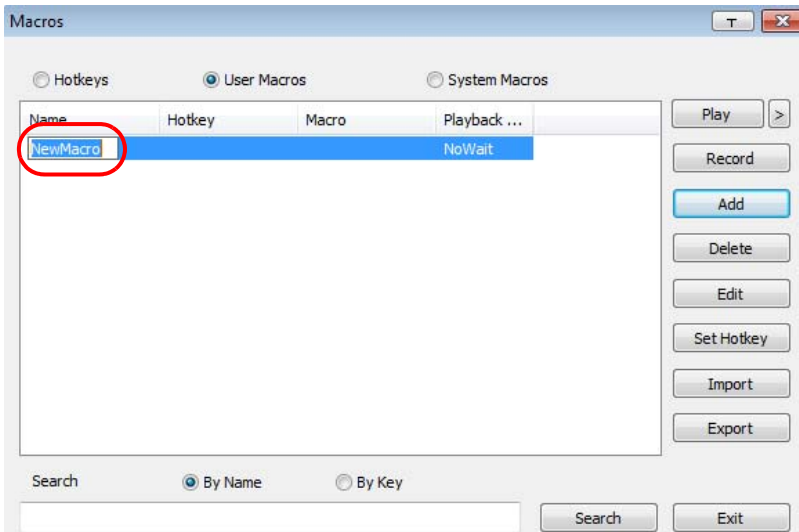 Macros
Hotkeys User Macros System Macros
Name Hotkey Macro Playback ... Play >
NewMacro NoWait
Record
Add
Delete
Edit
Set Hotkey
Import
Export
Search By Name By Key
Search Exit